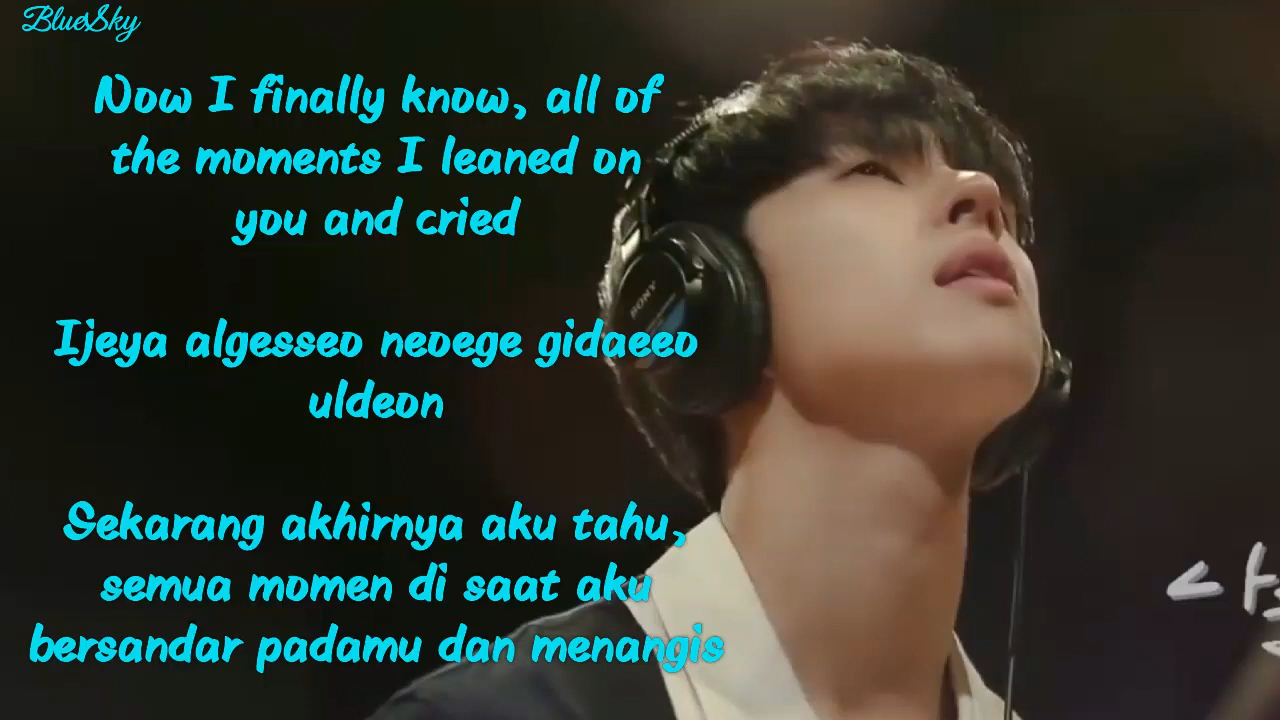 BlueSky
Now I finally know, all of
the moments I leaned on
you and cried
Ijeya algesseo neoege gidaeeo
uldeon
Sekarang akhirnya aku tahu,
semua momen di saat aku
bersandar padamu dan menangis
SONY